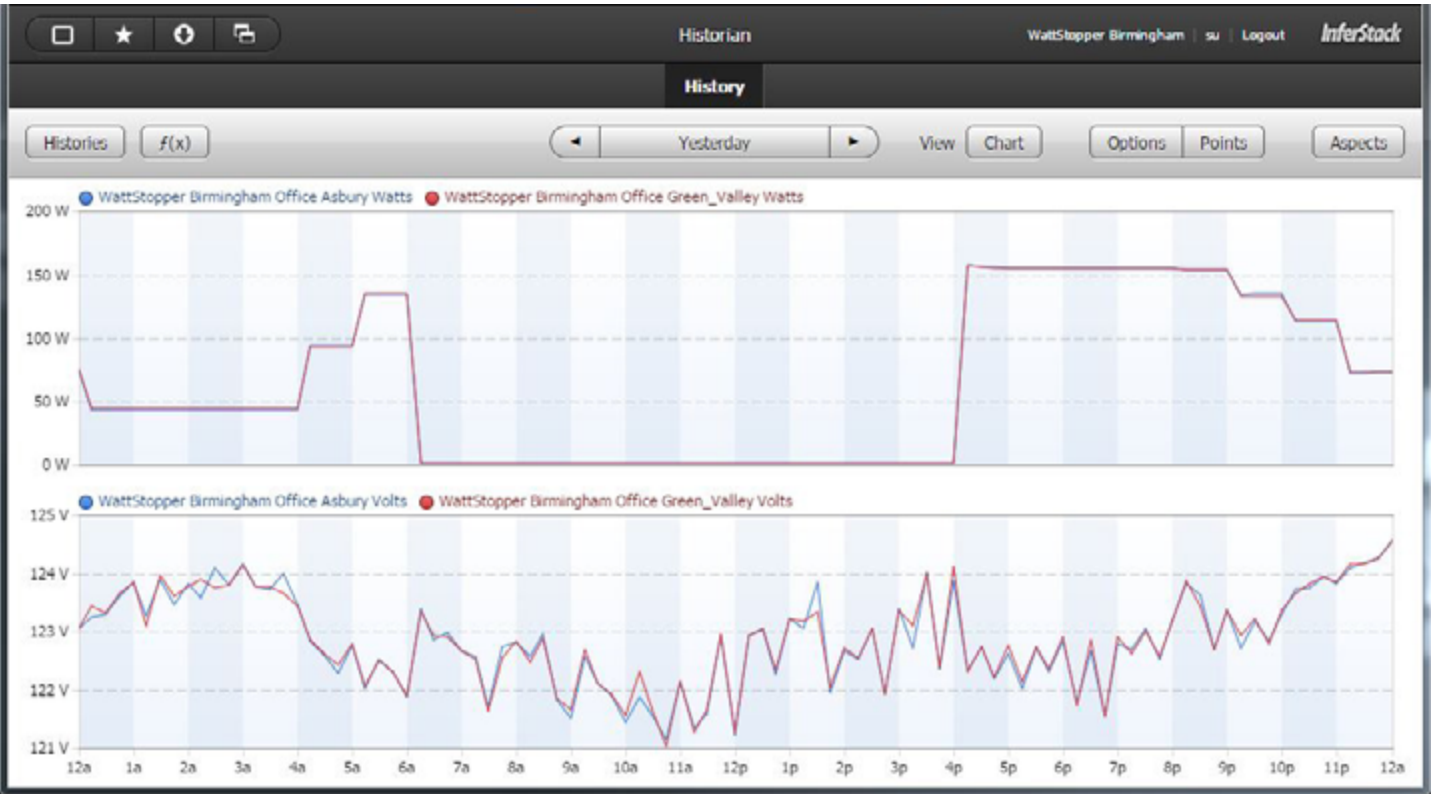 Historian
WattStopper Birmingham su Logout InferStack
History
Histories f(x) Yesterday View Chart Options Points Aspects
WattStopper Birmingham Office Asbury Watts WattStopper Birmingham Office Green_Valley Watts
200 W
150 W
100 W
50 W
0 W
WattStopper Birmingham Office Asbury Volts WattStopper Birmingham Office Green_Valley Volts
125 V
124 V
123 V
122 V
121 V
12a 1a 2a 3a 4a 5a 6a 7a 8a 9a 10a 11a 12p 1p 2p 3p 4p 5p 6p 7p 8p 9p 10p 11p 12a